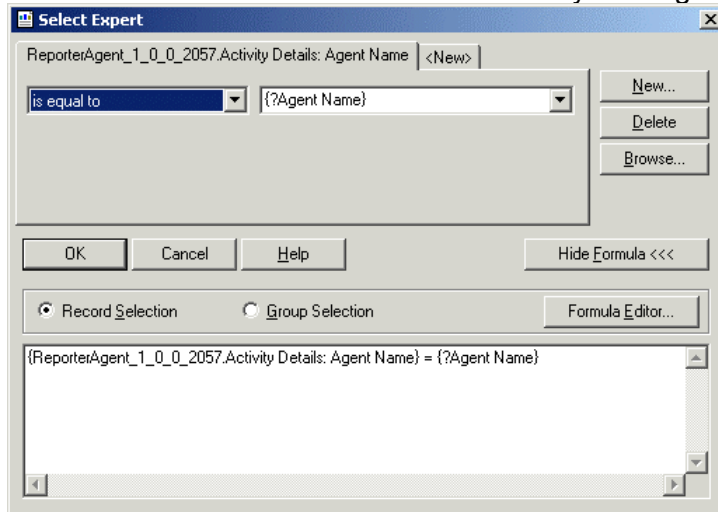 Select Expert
ReporterAgent_1_0_0_2057.Activity Details: Agent Name <New>
is equal to {?Agent Name}
New...
Delete
Browse...
OK Cancel Help Hide Formula <<<
Record Selection Group Selection Formula Editor...
{ReporterAgent_1_0_0_2057.Activity Details: Agent Name} = {?Agent Name}